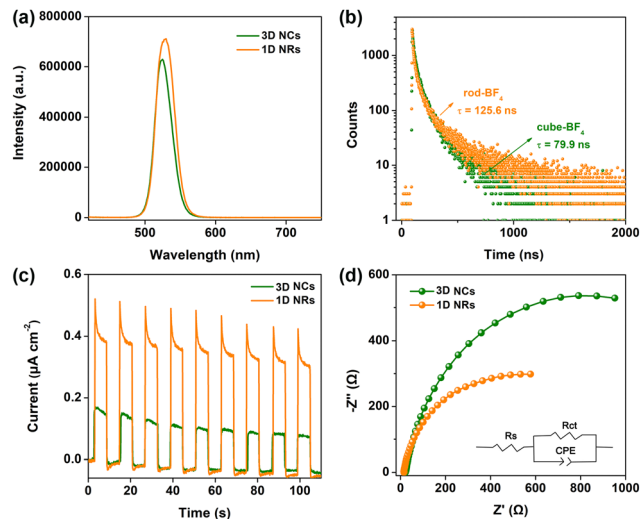 (a)
3D NCs
1D NRs
800000
600000
400000
200000
0
Intensity (a.u.)
500
600
700
Wavelength (nm)
(b)
1000
100
10
1
Counts
rod-BF₄
τ = 125.6 ns
cube-BF₄
τ = 79.9 ns
0
1000
2000
Time (ns)
(c)
3D NCs
1D NRs
0.6
0.4
0.2
0.0
Current (μA cm⁻²)
0
20
40
60
80
100
Time (s)
(d)
3D NCs
1D NRs
600
300
0
-Z'' (Ω)
Rs
Rct
CPE
0
200
400
600
800
1000
Z' (Ω)